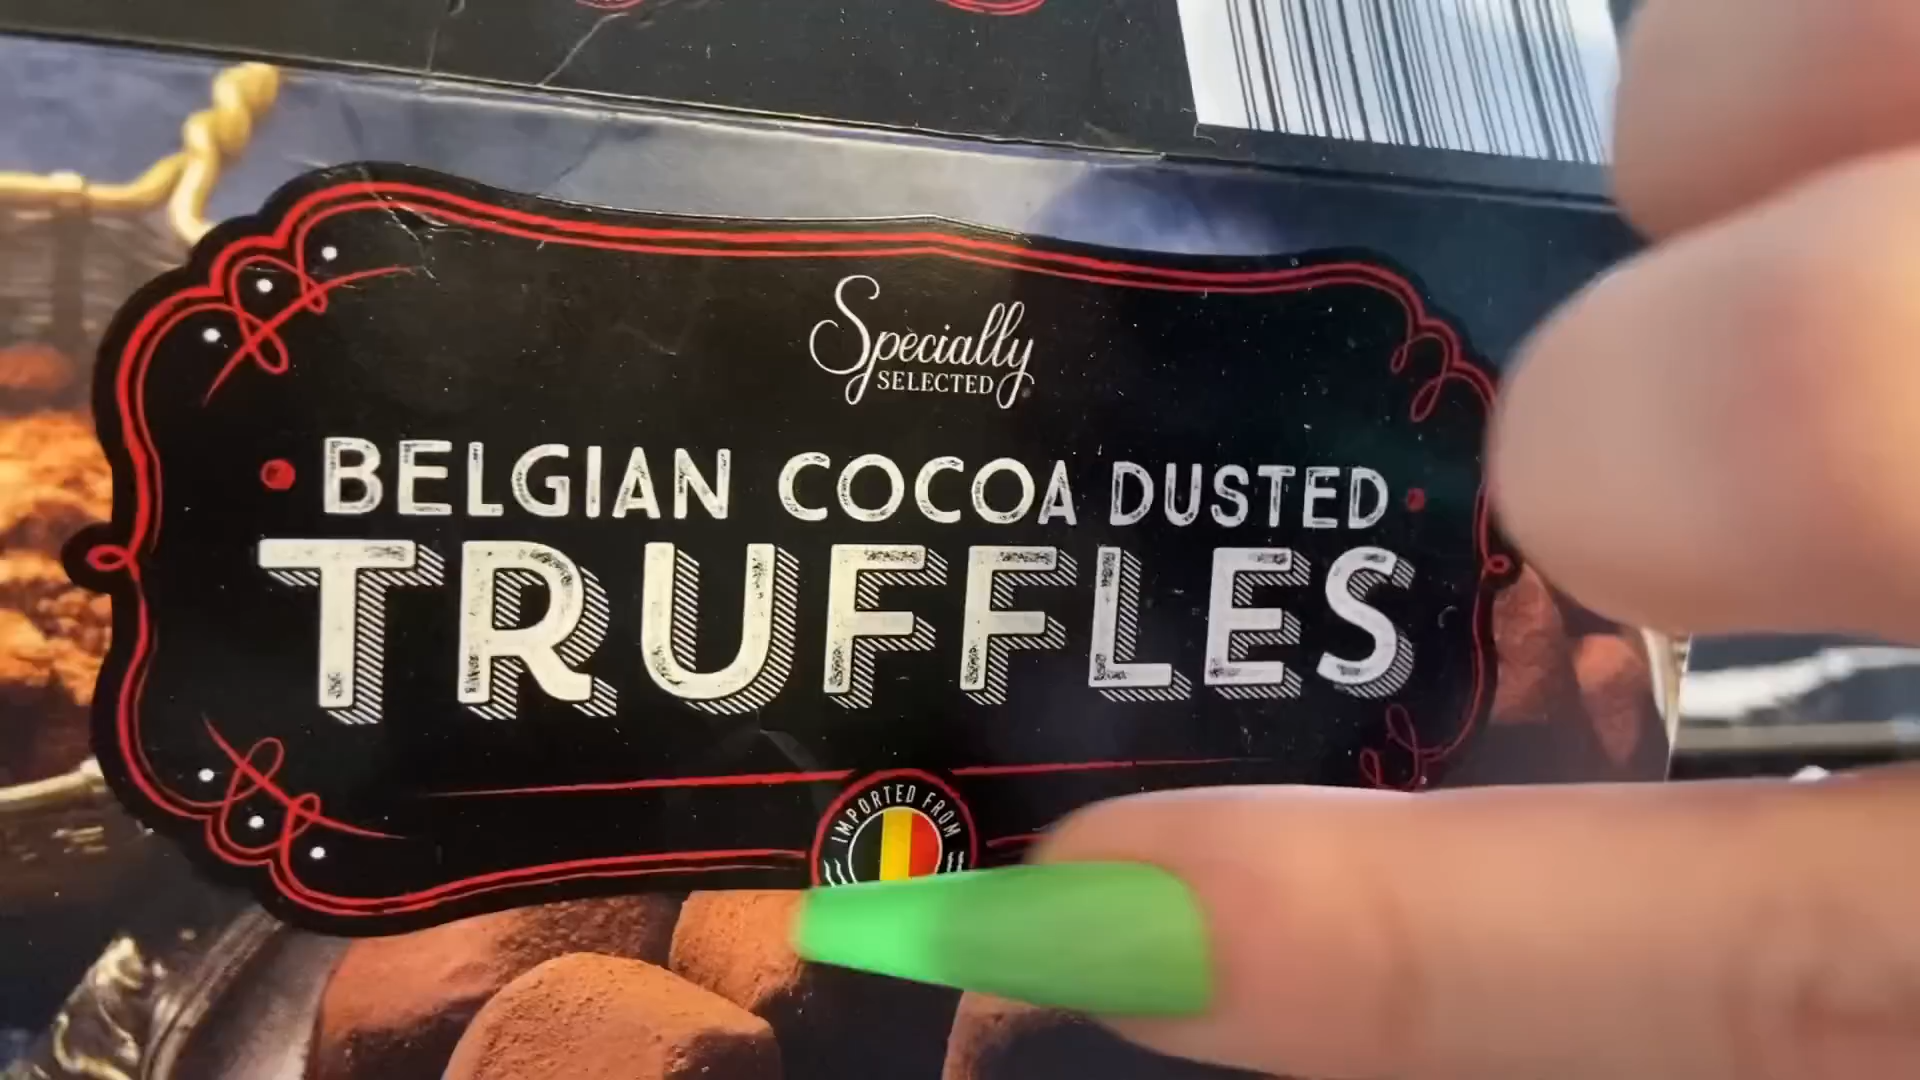 Specially
SELECTED
BELGIAN COCOA DUSTED
TRUFFLES
IMPORTED FROM